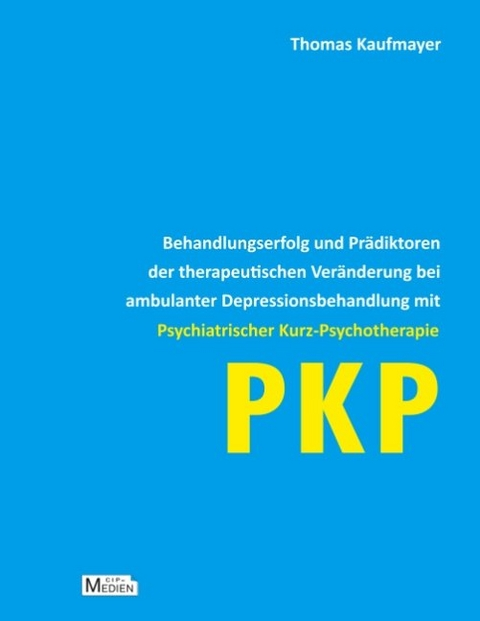 Thomas Kaufmayer
Behandlungserfolg und Prädiktoren
der therapeutischen Veränderung bei
ambulanter Depressionsbehandlung mit
Psychiatrischer Kurz-Psychotherapie
PKP
CIP-
MEDIEN